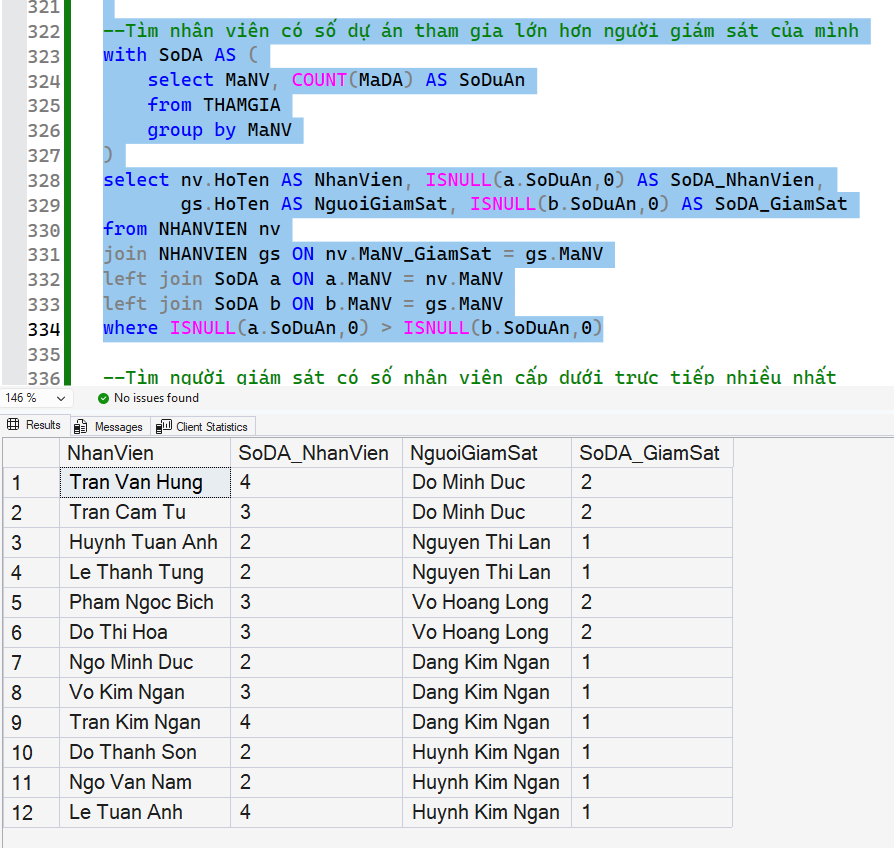 321
322 --Tìm nhân viên có số dự án tham gia lớn hơn người giám sát của mình
323 with SoDA AS (
324 select MaNV, COUNT(MaDA) AS SoDuAn
325 from THAMGIA
326 group by MaNV
327 )
328 select nv.HoTen AS NhanVien, ISNULL(a.SoDuAn,0) AS SoDA_NhanVien,
329 gs.HoTen AS NguoiGiamSat, ISNULL(b.SoDuAn,0) AS SoDA_GiamSat
330 from NHANVIEN nv
331 join NHANVIEN gs ON nv.MaNV_GiamSat = gs.MaNV
332 left join SoDA a ON a.MaNV = nv.MaNV
333 left join SoDA b ON b.MaNV = gs.MaNV
334 where ISNULL(a.SoDuAn,0) > ISNULL(b.SoDuAn,0)
335
336 --Tìm người giám sát có số nhân viên cấp dưới trực tiếp nhiều nhất
146 % No issues found
Results Messages Client Statistics
NhanVien SoDA_NhanVien NguoiGiamSat SoDA_GiamSat
1 Tran Van Hung 4 Do Minh Duc 2
2 Tran Cam Tu 3 Do Minh Duc 2
3 Huynh Tuan Anh 2 Nguyen Thi Lan 1
4 Le Thanh Tung 2 Nguyen Thi Lan 1
5 Pham Ngoc Bich 3 Vo Hoang Long 2
6 Do Thi Hoa 3 Vo Hoang Long 2
7 Ngo Minh Duc 2 Dang Kim Ngan 1
8 Vo Kim Ngan 3 Dang Kim Ngan 1
9 Tran Kim Ngan 4 Dang Kim Ngan 1
10 Do Thanh Son 2 Huynh Kim Ngan 1
11 Ngo Van Nam 2 Huynh Kim Ngan 1
12 Le Tuan Anh 4 Huynh Kim Ngan 1